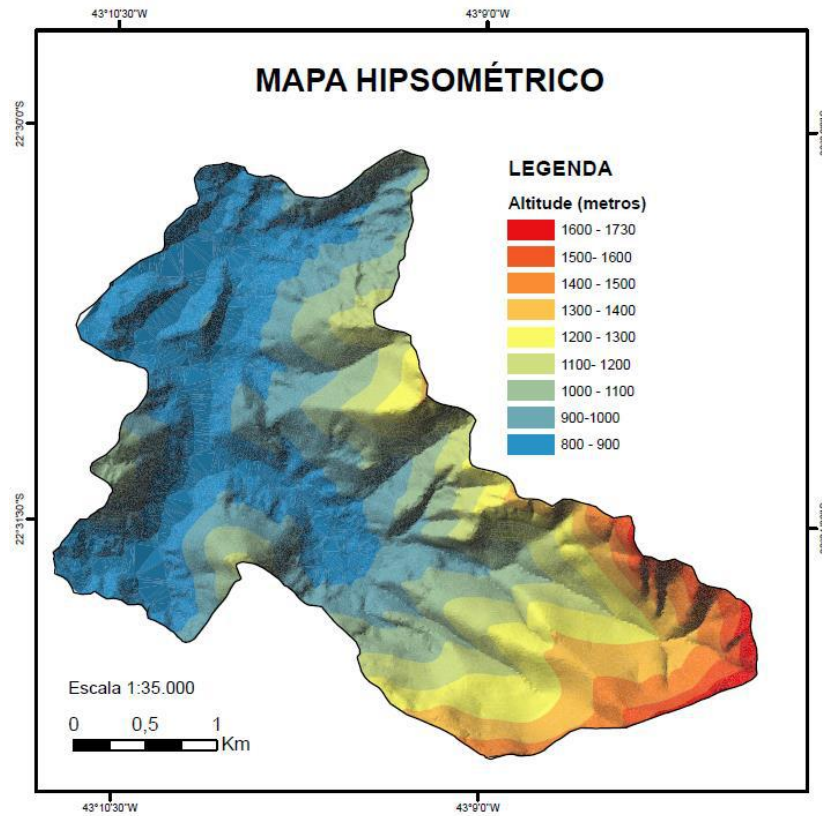 43°10'30"W 43°9'0"W
MAPA HIPSOMÉTRICO
22°30'0"S
LEGENDA
Altitude (metros)
1600 - 1730
1500- 1600
1400 - 1500
1300 - 1400
1200 - 1300
1100- 1200
1000 - 1100
900-1000
800 - 900
22°31'30"S
Escala 1:35.000
0 0,5 1
Km
43°10'30"W 43°9'0"W